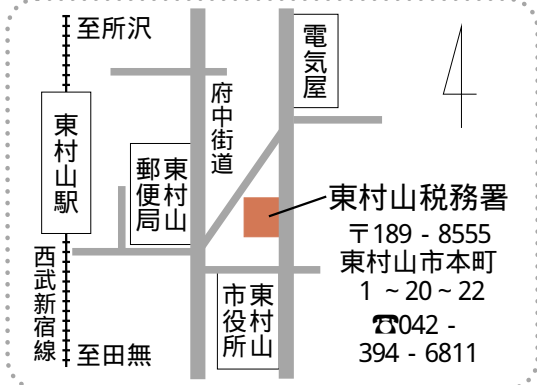 至所沢
電気屋
府中街道
東村山駅
東村山
郵便局
東村山税務署
〒189 - 8555
東村山市本町
1 ~20~22
☎042 -
394 - 6811
西武新宿線
東村山
市役所
至田無